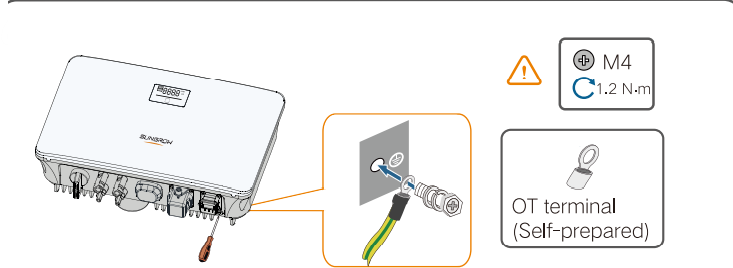 SUNGROW
M4
1.2 N·m
OT terminal
(Self-prepared)